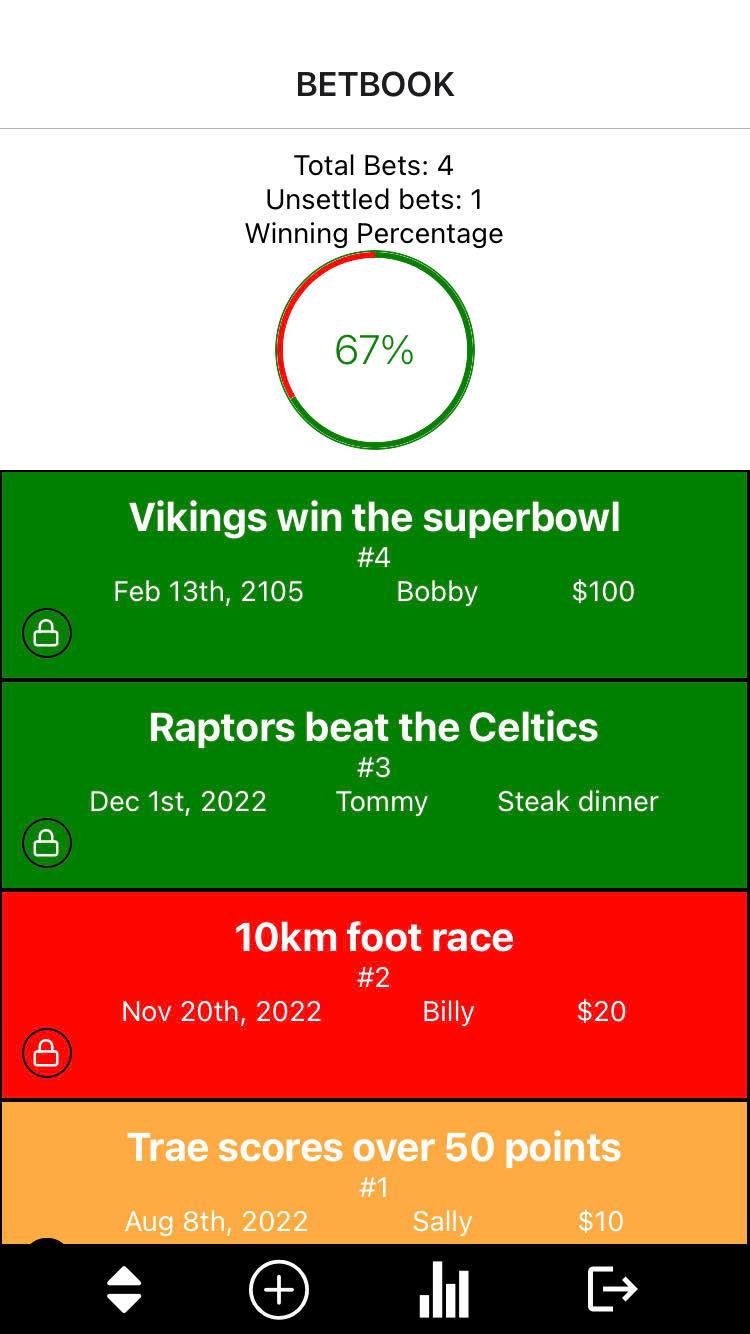 BETBOOK
Total Bets: 4
Unsettled bets: 1
Winning Percentage
67%
Vikings win the superbowl
#4
Feb 13th, 2105 Bobby $100
Raptors beat the Celtics
#3
Dec 1st, 2022 Tommy Steak dinner
10km foot race
#2
Nov 20th, 2022 Billy $20
Trae scores over 50 points
#1
Aug 8th, 2022 Sally $10